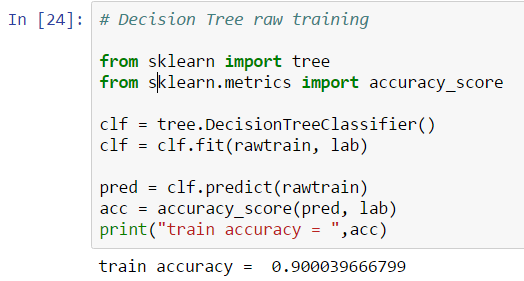 In [24]: # Decision Tree raw training
from sklearn import tree
from sklearn.metrics import accuracy_score
clf = tree.DecisionTreeClassifier()
clf = clf.fit(rawtrain, lab)
pred = clf.predict(rawtrain)
acc = accuracy_score(pred, lab)
print("train accuracy = ",acc)
train accuracy =  0.900039666799